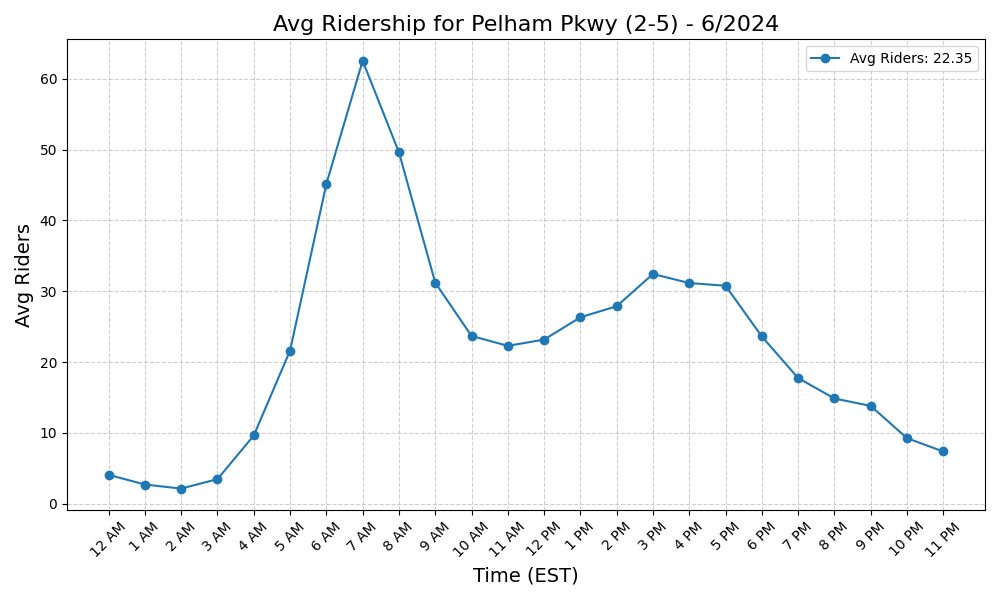 Avg Ridership for Pelham Pkwy (2-5) - 6/2024
Avg Riders: 22.35
Avg Riders
60
50
40
30
20
10
0
12 AM
1 AM
2 AM
3 AM
4 AM
5 AM
6 AM
7 AM
8 AM
9 AM
10 AM
11 AM
12 PM
1 PM
2 PM
3 PM
4 PM
5 PM
6 PM
7 PM
8 PM
9 PM
10 PM
11 PM
Time (EST)